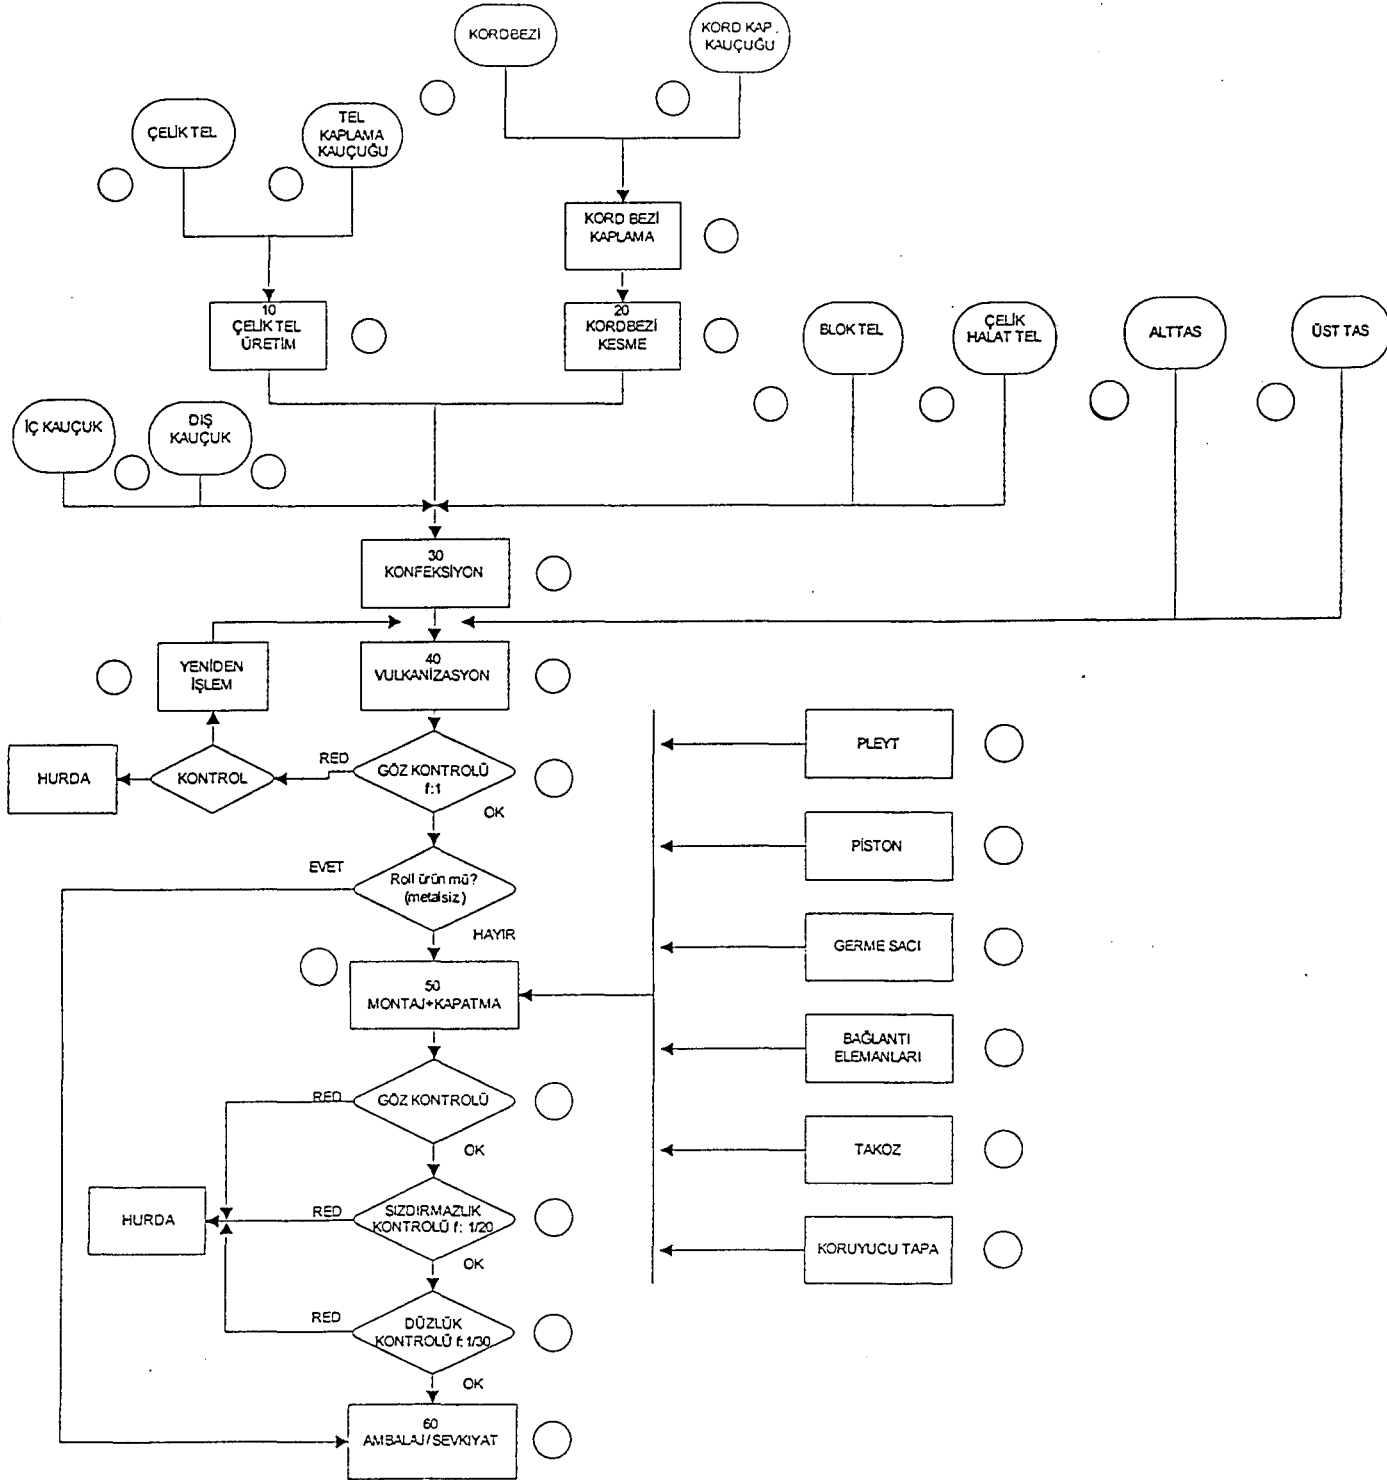 KORDBEZİ
KORD KAP.
KAUÇUĞU
ÇELİK TEL
TEL
KAPLAMA
KAUÇUĞU
KORD BEZİ
KAPLAMA
10
ÇELİK TEL
ÜRETİM
20
KORDBEZİ
KESME
BLOK TEL
ÇELİK
HALAT TEL
ALTTAS
ÜST TAS
İÇ KAUÇUK
DIŞ
KAUÇUK
30
KONFEKSİYON
YENİDEN
İŞLEM
40
VULKANİZASYON
HURDA
KONTROL
RED
GÖZ KONTROLÜ
f:1
OK
PLEYT
PİSTON
EVET
Roll ürün mü?
(metalsiz)
HAYIR
GERME SACI
50
MONTAJ+KAPATMA
BAĞLANTI
ELEMANLARI
RED
GÖZ KONTROLÜ
OK
TAKOZ
HURDA
RED
SIZDIRMAZLIK
KONTROLÜ f: 1/20
OK
KORUYUCU TAPA
RED
DÜZLÜK
KONTROLÜ f: 1/30
OK
60
AMBALAJ/SEVKIYAT